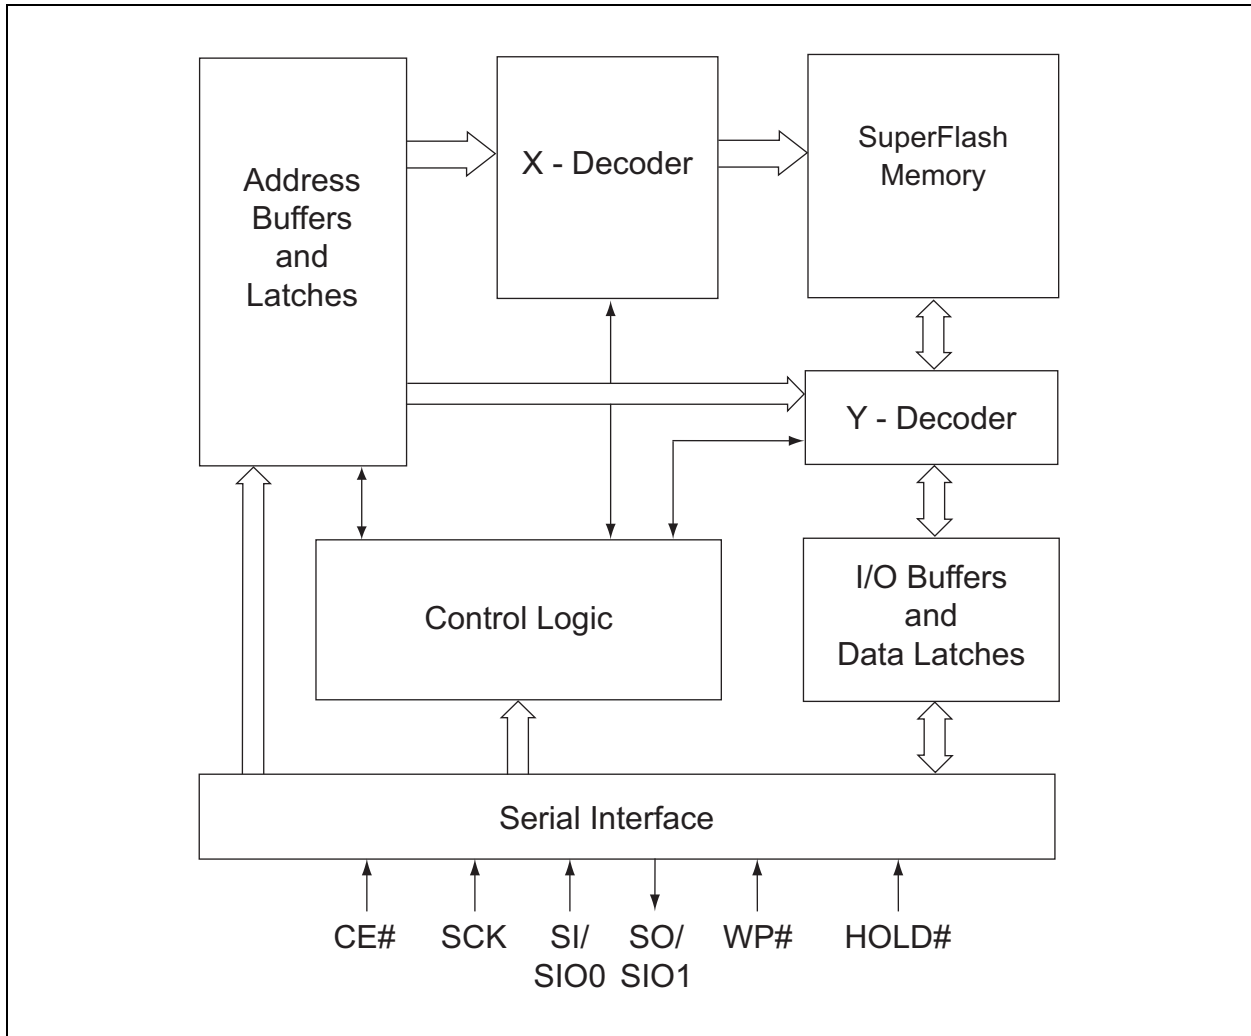 Address
Buffers
and
Latches
X - Decoder
SuperFlash
Memory
Y - Decoder
Control Logic
I/O Buffers
and
Data Latches
Serial Interface
CE#
SCK
SI/
SIO0
SO/
SIO1
WP#
HOLD#